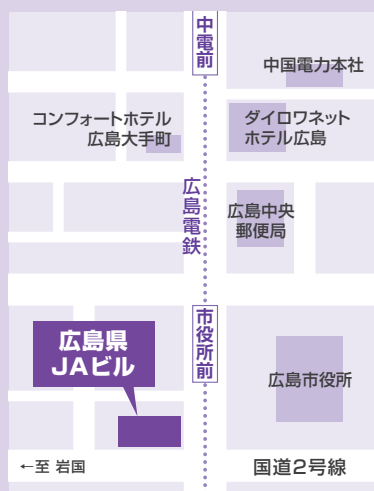 中電前
中国電力本社
コンフォートホテル
広島大手町
ダイロワネット
ホテル広島
広島電鉄
広島中央
郵便局
市役所前
広島県
JAビル
広島市役所
←至 岩国
国道2号線